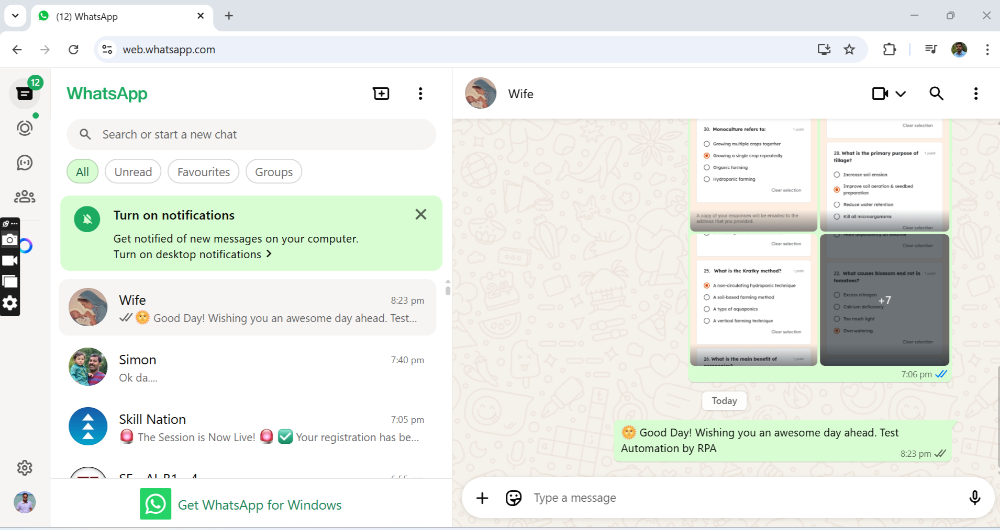 (12) WhatsApp
web.whatsapp.com
12
WhatsApp
Search or start a new chat
All
Unread
Favourites
Groups
Turn on notifications
Get notified of new messages on your computer.
Turn on desktop notifications
Wife
8:23 pm
🌞 Good Day! Wishing you an awesome day ahead. Test...
Simon
7:40 pm
Ok da....
Skill Nation
7:05 pm
🚨 The Session is Now Live! 🚨 ✅ Your registration has be...
Get WhatsApp for Windows
Wife
30. Monoculture refers to:
1 point
Growing multiple crops together
Growing a single crop repeatedly
Organic farming
Hydroponic farming
Clear selection
A copy of your responses will be emailed to the
address that you provided.
Clear selection
28. What is the primary purpose of
1 point
tillage?
Increase soil erosion
Improve soil aeration & seedbed
preparation
Reduce water retention
Kill all microorganisms
Clear selection
Clear selection
25. What is the Kratky method?
1 point
A non-circulating hydroponic technique
A soil-based farming method
A type of aquaponics
A vertical farming technique
Clear selection
26. What is the main benefit of
1 point
More dependency on weather
Clear selection
22. What causes blossom end rot in
1 point
tomatoes?
Excess nitrogen
+7
Calcium deficiency
Too much light
Overwatering
Clear selection
7:06 pm
Today
🌞 Good Day! Wishing you an awesome day ahead. Test
Automation by RPA
8:23 pm
Type a message